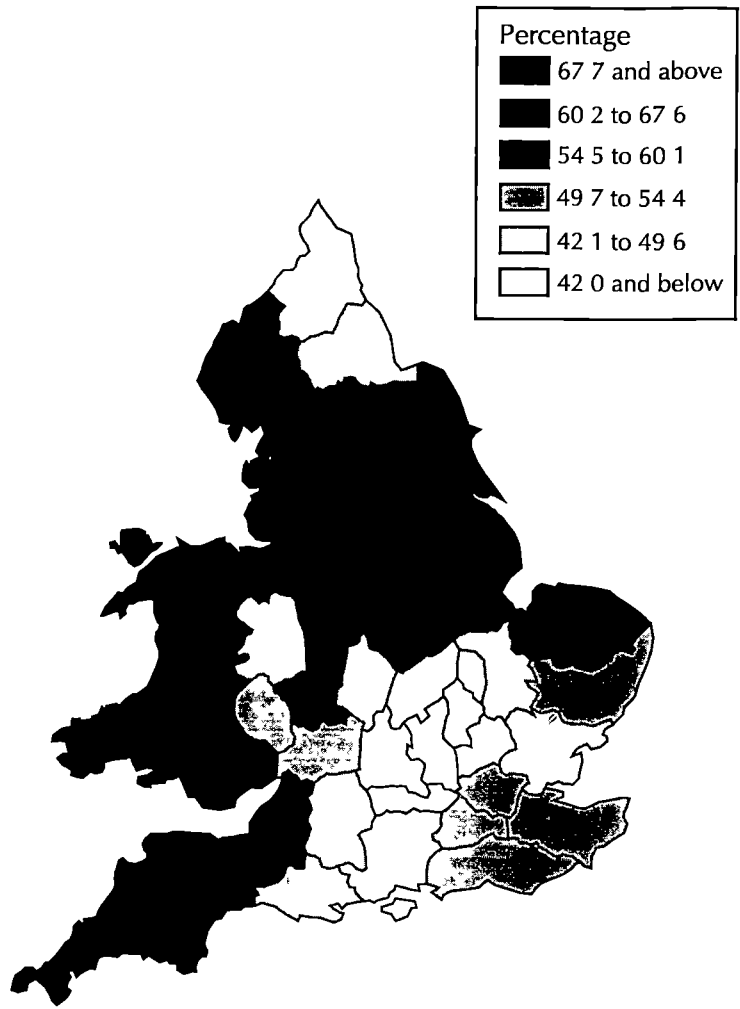 Percentage
67 7 and above
60 2 to 67 6
54 5 to 60 1
49 7 to 54 4
42 1 to 49 6
42 0 and below